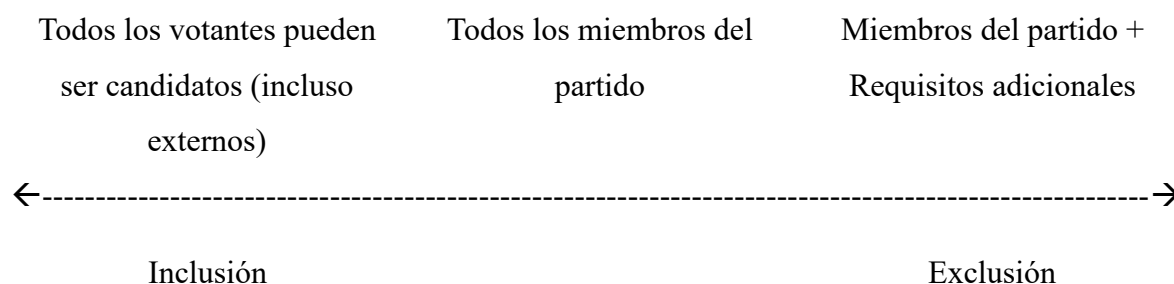 Todos los votantes pueden
ser candidatos (incluso
externos)
Todos los miembros del
partido
Miembros del partido +
Requisitos adicionales
Inclusión
Exclusión